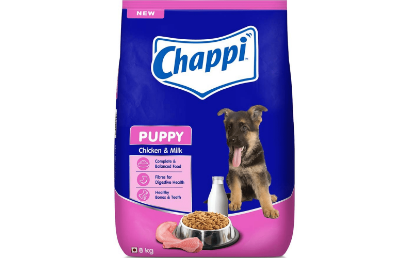 NEW
Chappi
PUPPY
Chicken & Milk
Complete &
Balanced Food
Fibre for
Digestive Health
Healthy
Bones & Teeth
8 kg